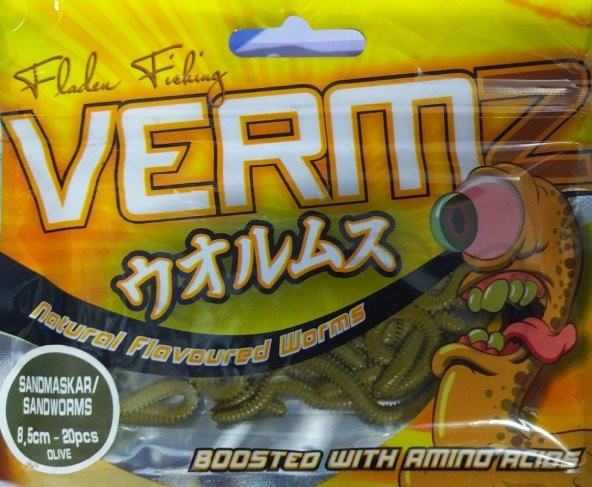 Fladen Fishing
VERMZ
ウオルムス
Natural Flavoured Worms
SANDMASKAR/
SANDWORMS
8,5cm - 20pcs
OLIVE
BOOSTED WITH AMINO ACIDS